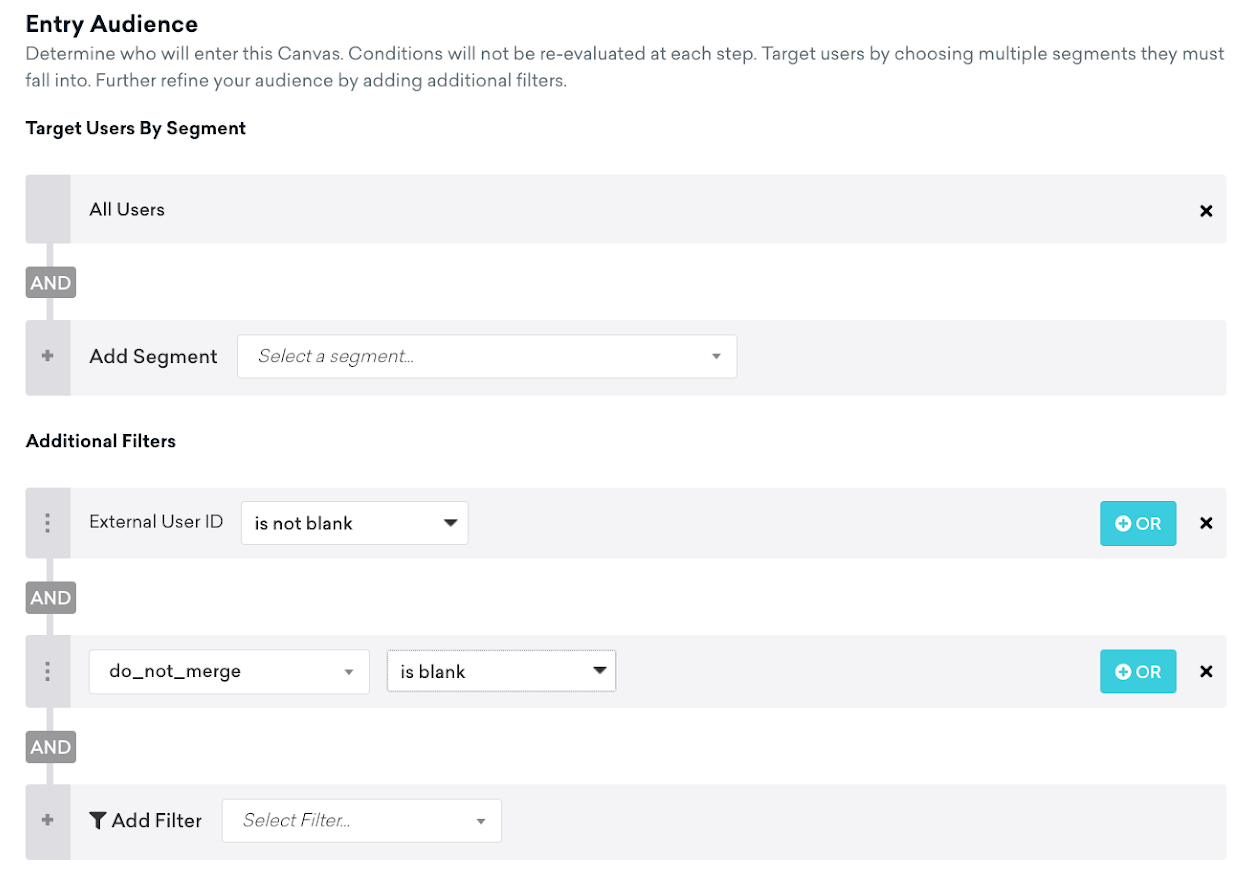 Entry Audience
Determine who will enter this Canvas. Conditions will not be re-evaluated at each step. Target users by choosing multiple segments they must
fall into. Further refine your audience by adding additional filters.
Target Users By Segment
All Users
AND
Add Segment Select a segment...
Additional Filters
External User ID is not blank OR
AND
do_not_merge is blank OR
AND
Add Filter Select Filter...